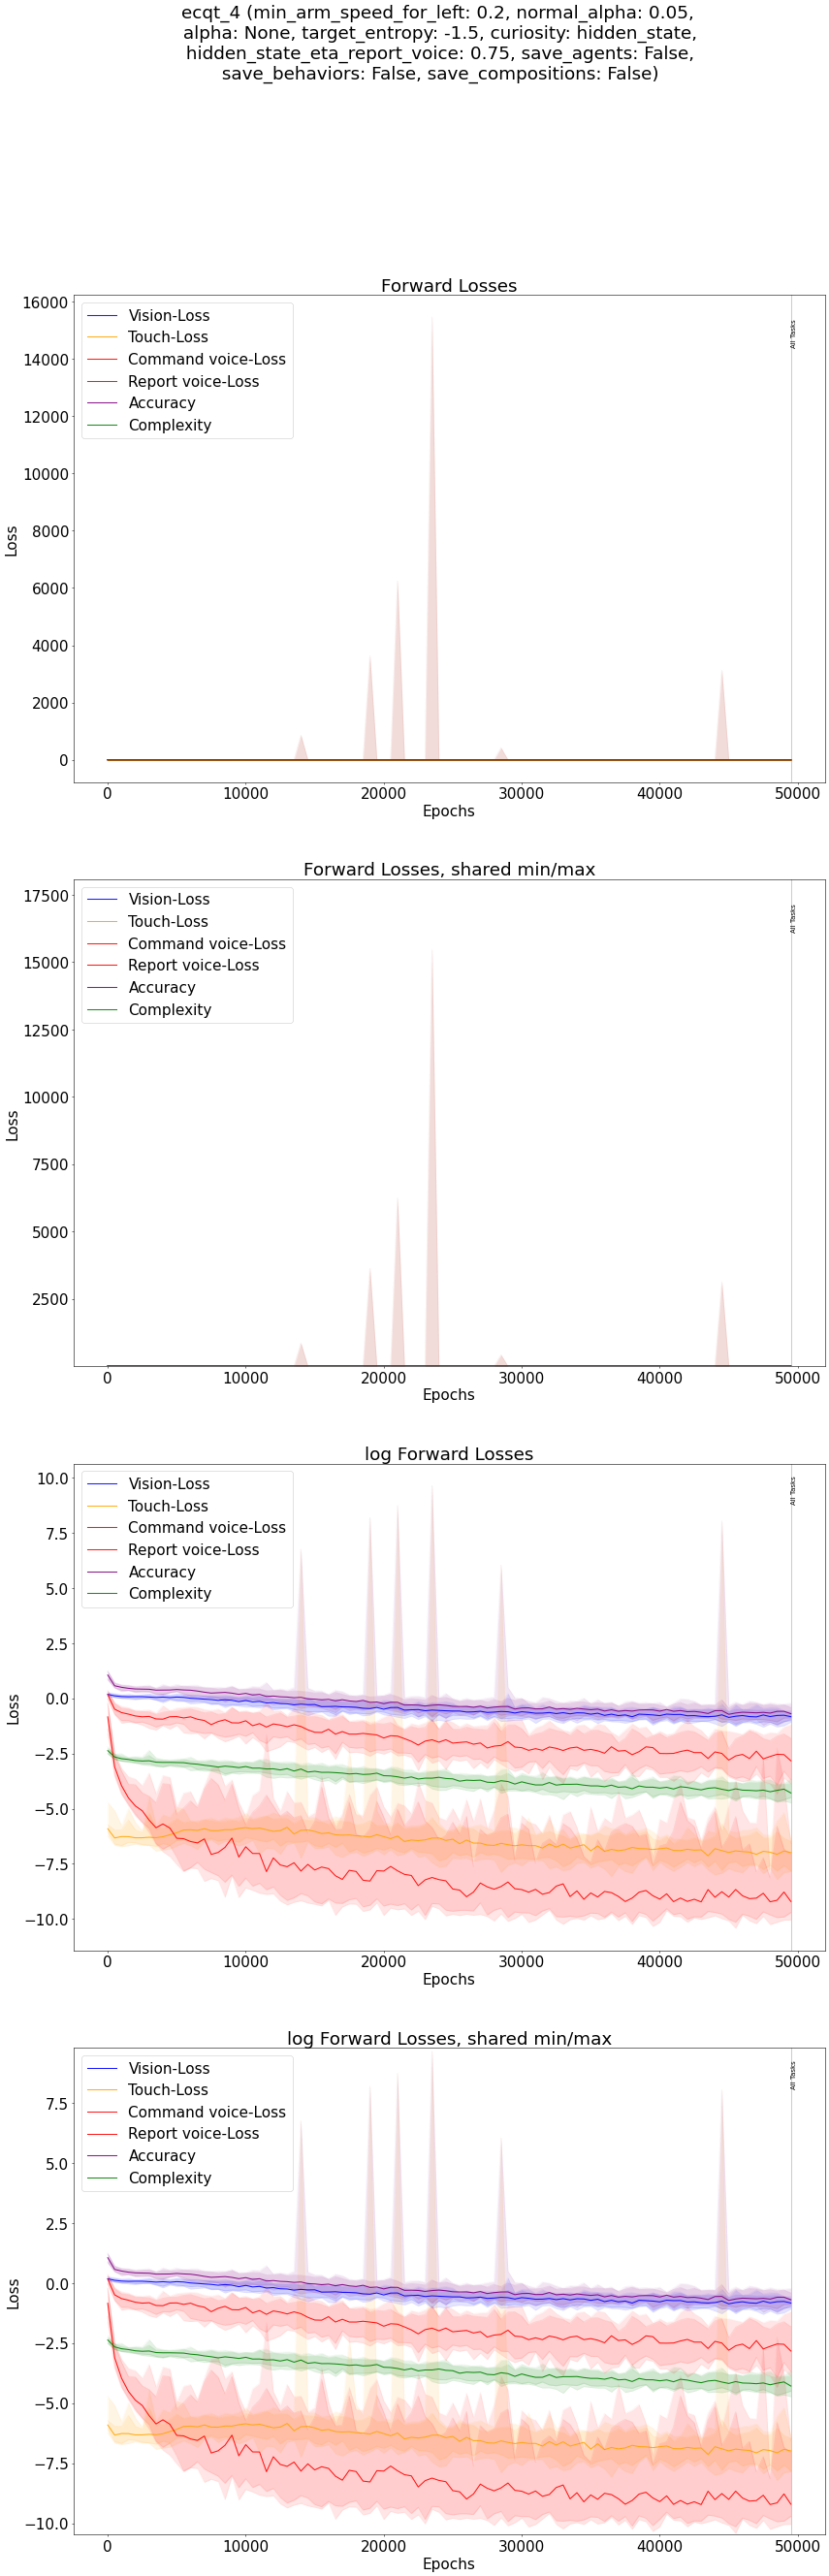 ecqt_4 (min_arm_speed_for_left: 0.2, normal_alpha: 0.05,
alpha: None, target_entropy: -1.5, curiosity: hidden_state,
hidden_state_eta_report_voice: 0.75, save_agents: False,
save_behaviors: False, save_compositions: False)
Forward Losses
16000
14000
12000
10000
8000
6000
4000
2000
0
Loss
Vision-Loss
Touch-Loss
Command voice-Loss
Report voice-Loss
Accuracy
Complexity
All Tasks
0 10000 20000 30000 40000 50000
Epochs
Forward Losses, shared min/max
17500
15000
12500
10000
7500
5000
2500
Loss
Vision-Loss
Touch-Loss
Command voice-Loss
Report voice-Loss
Accuracy
Complexity
All Tasks
0 10000 20000 30000 40000 50000
Epochs
log Forward Losses
10.0
7.5
5.0
2.5
0.0
−2.5
−5.0
−7.5
−10.0
Loss
Vision-Loss
Touch-Loss
Command voice-Loss
Report voice-Loss
Accuracy
Complexity
All Tasks
0 10000 20000 30000 40000 50000
Epochs
log Forward Losses, shared min/max
7.5
5.0
2.5
0.0
−2.5
−5.0
−7.5
−10.0
Loss
Vision-Loss
Touch-Loss
Command voice-Loss
Report voice-Loss
Accuracy
Complexity
All Tasks
0 10000 20000 30000 40000 50000
Epochs